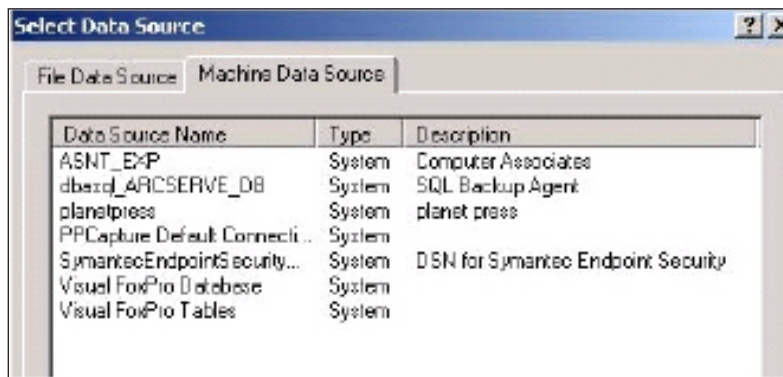 Select Data Source
File Data Source Machine Data Source
Data Source Name Type Description
ASNT_EXP System Computer Associates
dbasql_ARCSERVE_DB System SQL Backup Agent
planetpress System planet press
PPCapture Default Connecti... System
SymantecEndpointSecurity... System DSN for Symantec Endpoint Security
Visual FoxPro Database System
Visual FoxPro Tables System